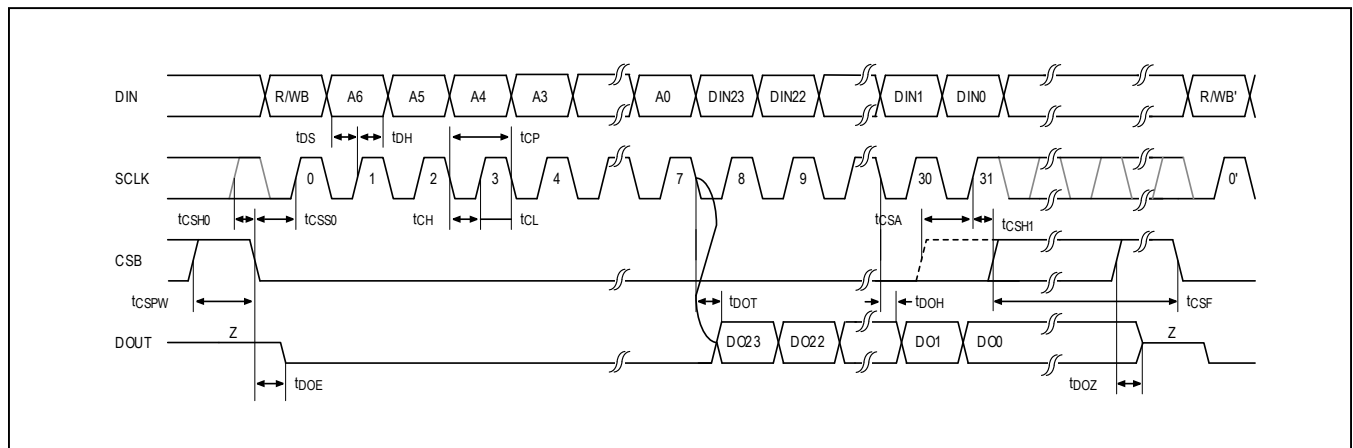 DIN R/WB A6 A5 A4 A3 A0 DIN23 DIN22 DIN1 DIN0 R/WB'
tDS tDH tCP
SCLK 0 1 2 3 4 7 8 9 30 31 0'
tCSH0 tCSS0 tCH tCL tCSA tCSH1
CSB
tCSPW tDOT tDOH tCSF
DOUT Z DO23 DO22 DO1 DO0 Z
tDOE tDOZ